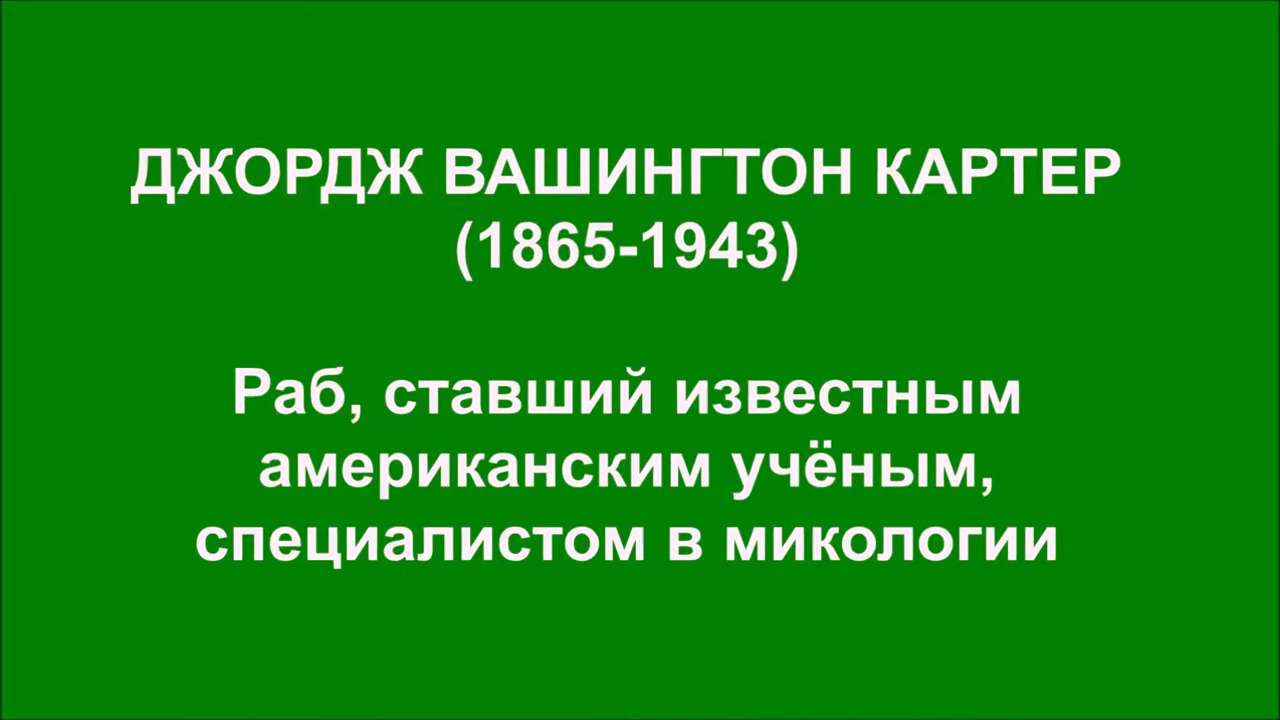 ДЖОРДЖ ВАШИНГТОН КАРТЕР
(1865-1943)
Раб, ставший известным
американским учёным,
специалистом в микологии